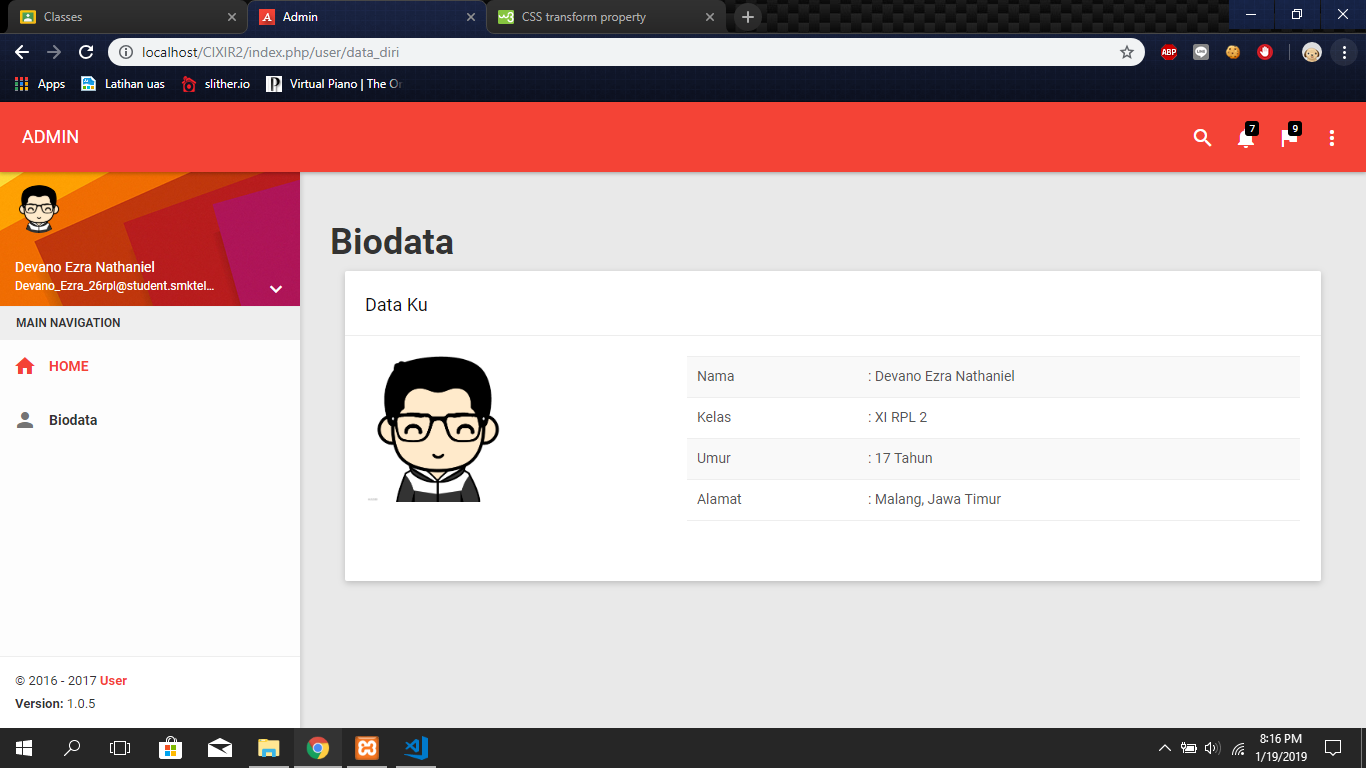 Classes
Admin
CSS transform property
localhost/CIXIR2/index.php/user/data_diri
ABP
Apps
Latihan uas
slither.io
Virtual Piano | The Or
ADMIN
7
9
Devano Ezra Nathaniel
Devano_Ezra_26rpl@student.smktel...
MAIN NAVIGATION
HOME
Biodata
© 2016 - 2017 User
Version: 1.0.5
Biodata
Data Ku
Nama : Devano Ezra Nathaniel
Kelas : XI RPL 2
Umur : 17 Tahun
Alamat : Malang, Jawa Timur
8:16 PM
1/19/2019